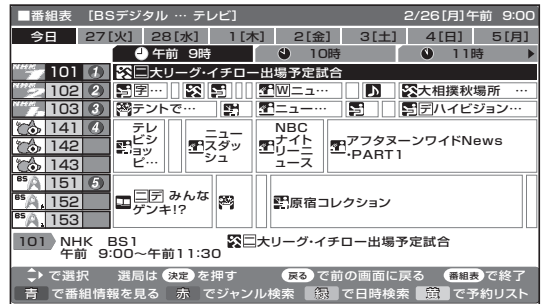 ■番組表 [BSデジタル … テレビ] 2/26[月]午前 9:00
今日 27[火] 28[水] 1[木] 2[金] 3[土] 4[日] 5[月]
午前 9時 10時 11時
101 ① 二大リーグ・イチロー出場予定試合
102 ② 字… Wニュ… 大相撲秋場所 …
103 ③ テントで… ニュー… デハイビジョン…
141 ④ テレビショッピ… ニュースダッシュ NBCナイトリーニュース アフタヌーンワイドNews・PART1
142
143
151 ⑤ 二デ みんなゲンキ!? 原宿コレクション
152
153
101 NHK BS1 二大リーグ・イチロー出場予定試合
午前 9:00~午前11:30
で選択 選局は 決定 を押す 戻る で前の画面に戻る 番組表 で終了
青 で番組情報を見る 赤 でジャンル検索 緑 で日時検索 黄 で予約リスト